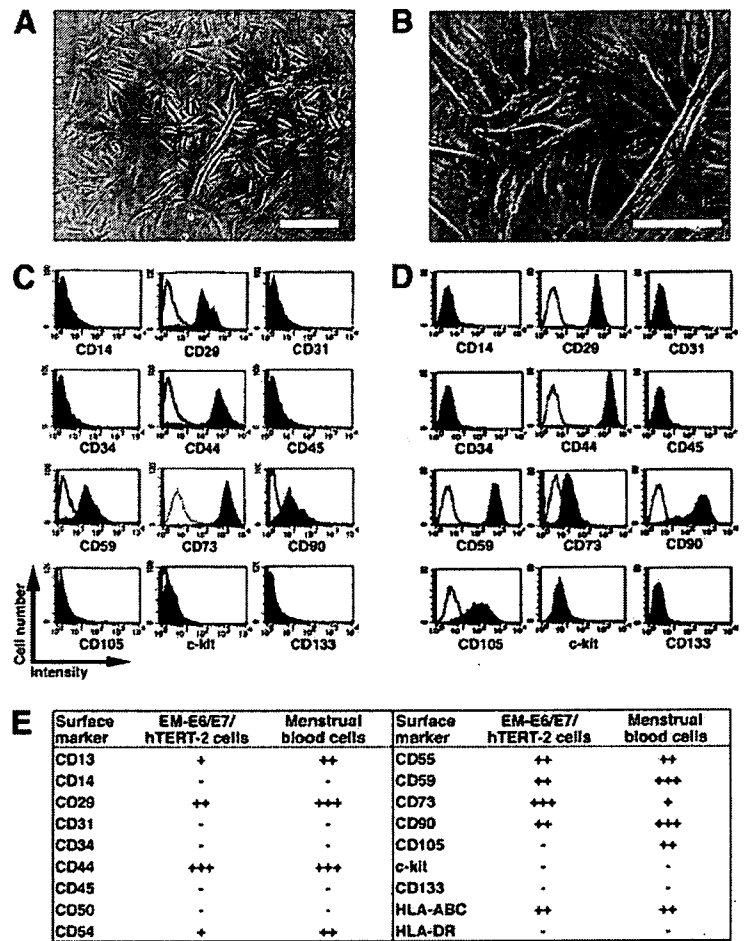 A
B
C
D
CD14 CD29 CD31
CD34 CD44 CD45
CD59 CD73 CD90
CD105 c-kit CD133
Cell number
Intensity
CD14 CD29 CD31
CD34 CD44 CD45
CD59 CD73 CD90
CD105 c-kit CD133
E
Surface marker EM-E6/E7/hTERT-2 cells Menstrual blood cells Surface marker EM-E6/E7/hTERT-2 cells Menstrual blood cells
CD13 + ++ CD55 ++ ++
CD14 - - CD59 ++ +++
CD29 ++ +++ CD73 +++ +
CD31 - - CD90 ++ +++
CD34 - - CD105 - ++
CD44 +++ +++ c-kit - -
CD45 - - CD133 - -
CD50 - - HLA-ABC ++ ++
CD54 + ++ HLA-DR - -